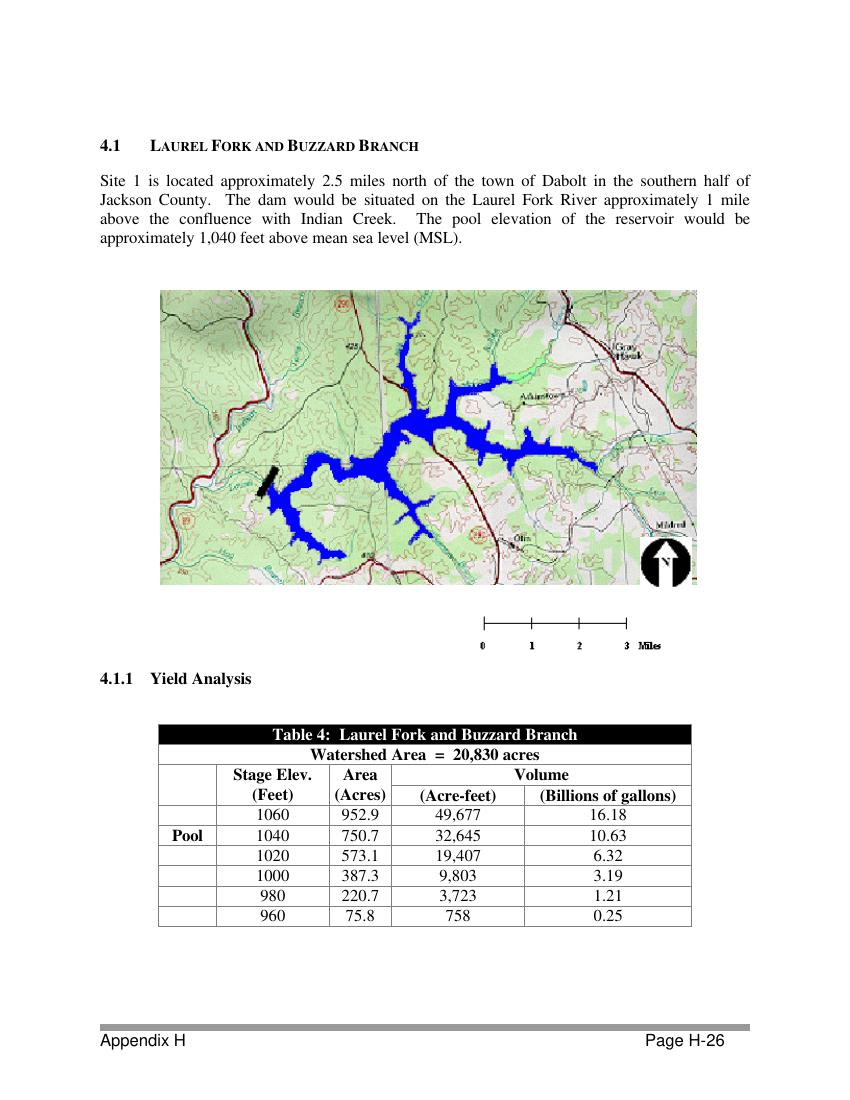 4.1 LAUREL FORK AND BUZZARD BRANCH
Site 1 is located approximately 2.5 miles north of the town of Dabolt in the southern half of
Jackson County. The dam would be situated on the Laurel Fork River approximately 1 mile
above the confluence with Indian Creek. The pool elevation of the reservoir would be
approximately 1,040 feet above mean sea level (MSL).
290
Gray
Hawk
Atkinstown
89
Olin
Mildred
N
0 1 2 3 Miles
4.1.1 Yield Analysis
Table 4: Laurel Fork and Buzzard Branch
Watershed Area = 20,830 acres
Stage Elev. (Feet) Area (Acres) Volume
(Acre-feet) (Billions of gallons)
1060 952.9 49,677 16.18
Pool 1040 750.7 32,645 10.63
1020 573.1 19,407 6.32
1000 387.3 9,803 3.19
980 220.7 3,723 1.21
960 75.8 758 0.25
Appendix H Page H-26